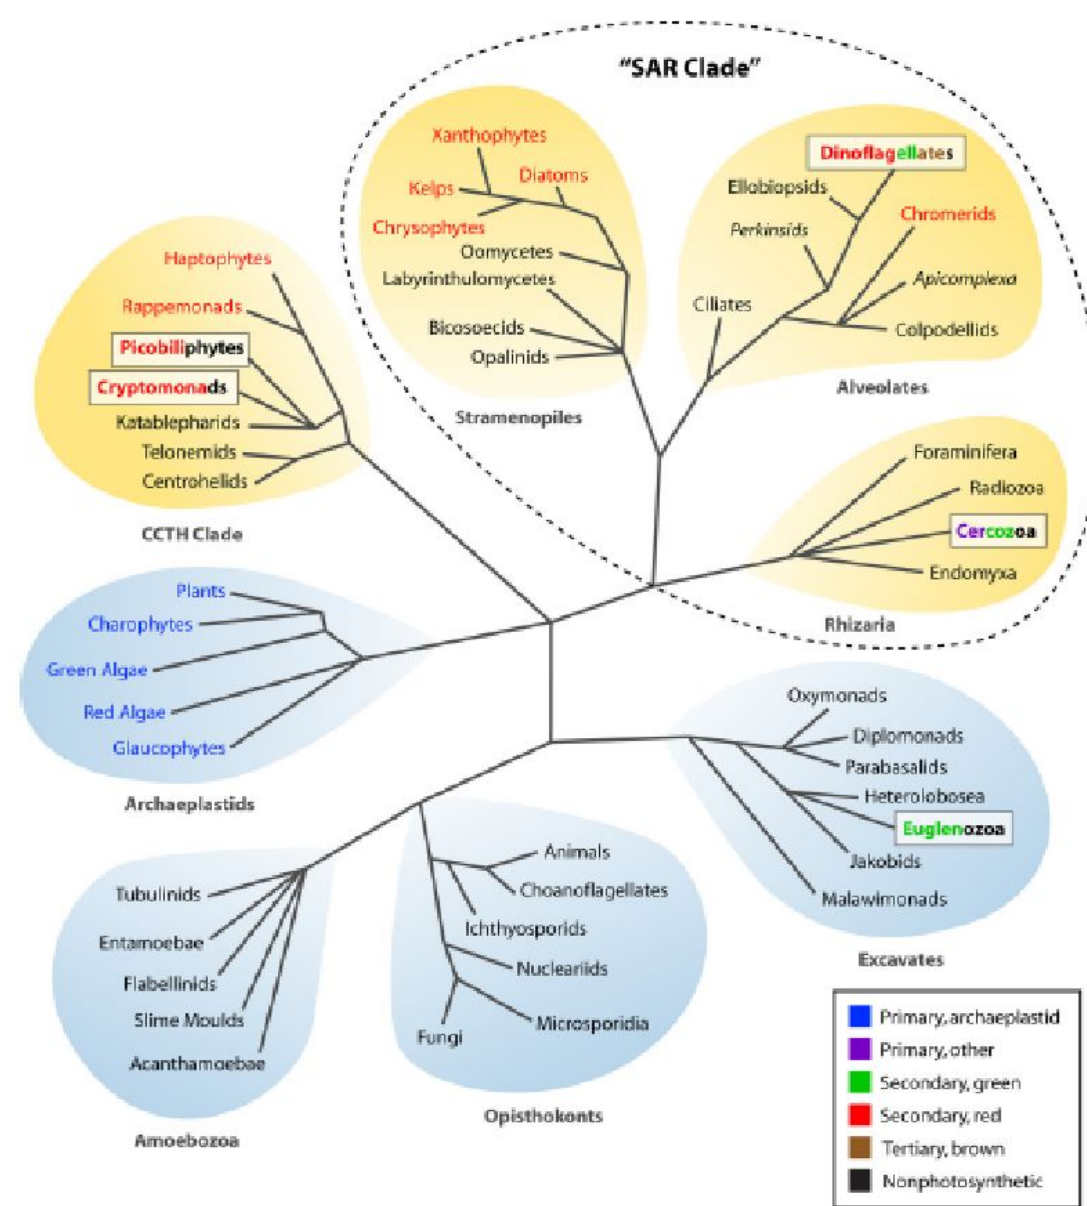 “SAR Clade”
Xanthophytes
Kelps
Diatoms
Chrysophytes
Oomycetes
Labyrinthulomycetes
Bicosoecids
Opalinids
Stramenopiles
Dinoflagellates
Ellobiopsids
Perkinsids
Chromerids
Apicomplexa
Ciliates
Colpodellids
Alveolates
Haptophytes
Rappemonads
Picobiliphytes
Cryptomonads
Katablepharids
Telonemids
Centrohelids
CCTH Clade
Foraminifera
Radiozoa
Cercozoa
Endomyxa
Rhizaria
Plants
Charophytes
Green Algae
Red Algae
Glaucophytes
Archaeplastids
Oxymonads
Diplomonads
Parabasalids
Heterolobosea
Euglenozoa
Jakobids
Malawimonads
Excavates
Tubulinids
Entamoebae
Flabellinids
Slime Moulds
Acanthamoebae
Amoebozoa
Animals
Choanoflagellates
Ichthyosporids
Nucleariids
Microsporidia
Fungi
Opisthokonts
Primary, archaeplastid
Primary, other
Secondary, green
Secondary, red
Tertiary, brown
Nonphotosynthetic